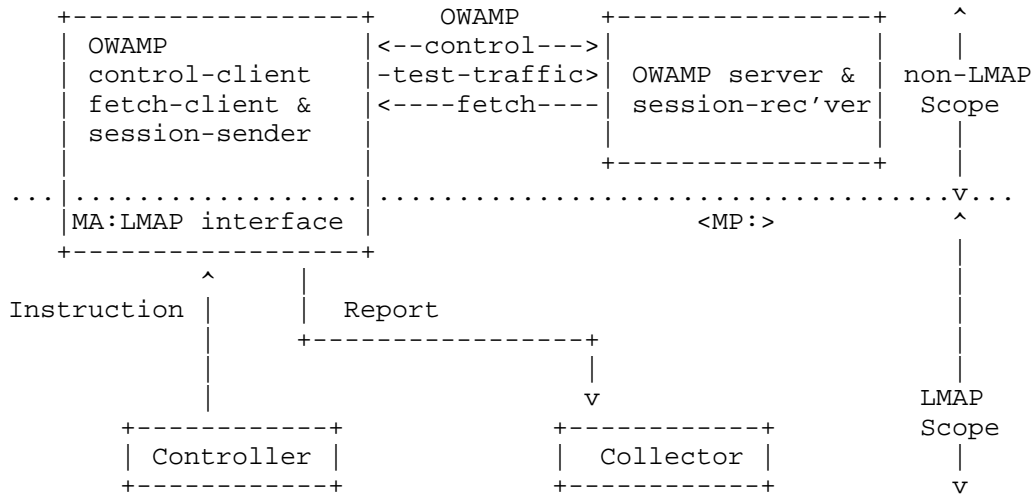 +-----------------+     OWAMP       +---------------+    ^
    | OWAMP           |<--control--->|               |    |
    | control-client  |-test-traffic>| OWAMP server & | non-LMAP
    | fetch-client &  |<----fetch----| session-rec'ver|  Scope
    | session-sender  |              |               |    |
    |                 |              +---------------+    |
...|.................|...................................v...
    |MA:LMAP interface |                  <MP:>          ^
    +-----------------+                                  |
            ^     |                                      |
Instruction |     |  Report                              |
            |     +-----------------+                    |
            |                       |                    |
            |                       v                   LMAP
       +------------+             +------------+        Scope
       | Controller |             |  Collector |          |
       +------------+             +------------+          v